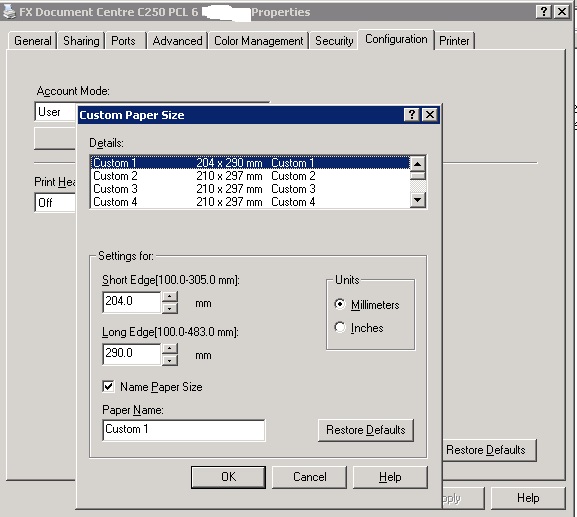 FX Document Centre C250 PCL 6 Properties
General Sharing Ports Advanced Color Management Security Configuration Printer
Account Mode:
User
Custom Paper Size
Details:
Custom 1 204 x 290 mm Custom 1
Custom 2 210 x 297 mm Custom 2
Custom 3 210 x 297 mm Custom 3
Custom 4 210 x 297 mm Custom 4
Print Hea
Off
Settings for:
Short Edge[100.0-305.0 mm]:
204.0 mm
Long Edge[100.0-483.0 mm]:
290.0 mm
Units
Millimeters
Inches
Name Paper Size
Paper Name:
Custom 1
Restore Defaults
Restore Defaults
OK Cancel Help
pply Help